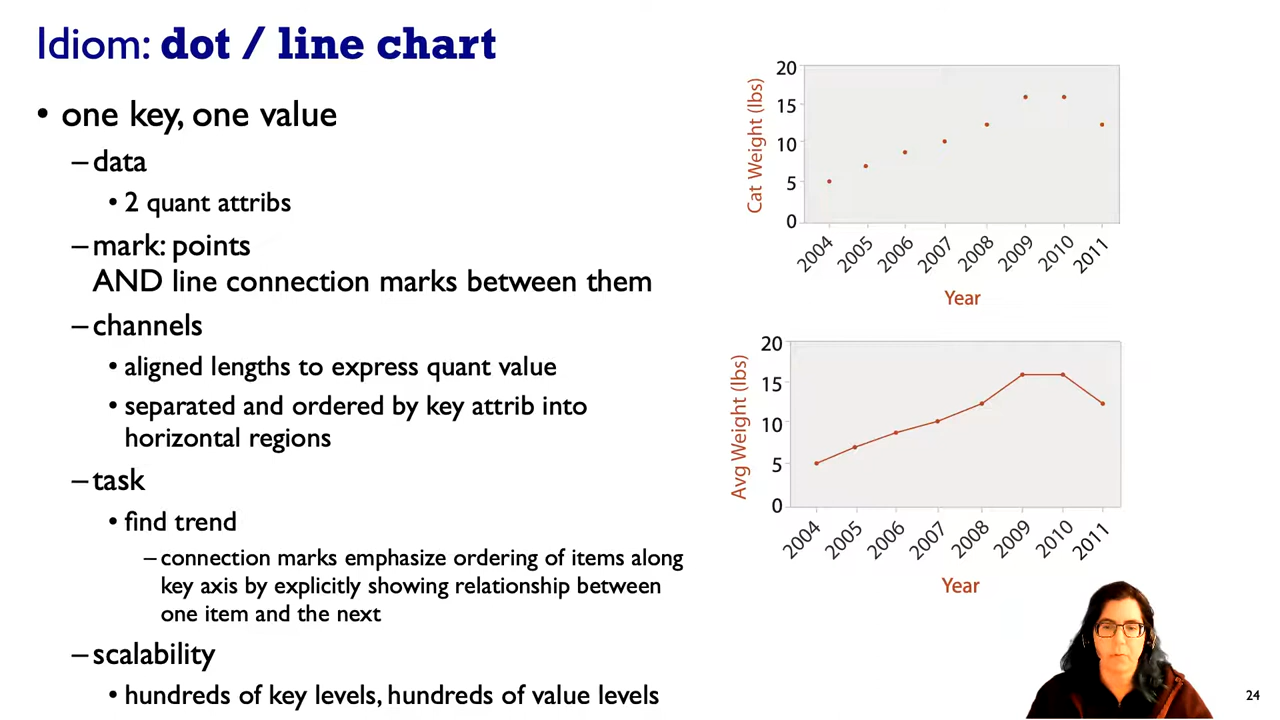 Idiom: dot / line chart
• one key, one value
–data
• 2 quant attribs
–mark: points
AND line connection marks between them
–channels
• aligned lengths to express quant value
• separated and ordered by key attrib into
horizontal regions
–task
• find trend
–connection marks emphasize ordering of items along
key axis by explicitly showing relationship between
one item and the next
–scalability
• hundreds of key levels, hundreds of value levels
Cat Weight (lbs)
20
15
10
5
0
2004
2005
2006
2007
2008
2009
2010
2011
Year
Avg Weight (lbs)
20
15
10
5
0
2004
2005
2006
2007
2008
2009
2010
2011
Year
24